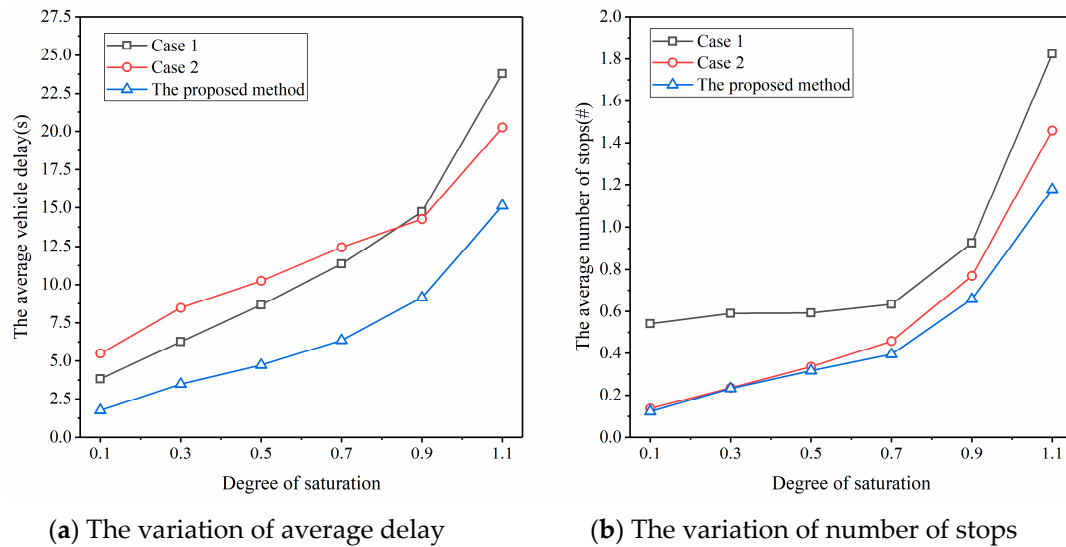 27.5
25.0
22.5
20.0
17.5
15.0
12.5
10.0
7.5
5.0
2.5
0.0
The average vehicle delay(s)
Case 1
Case 2
The proposed method
0.1 0.3 0.5 0.7 0.9 1.1
Degree of saturation
(a) The variation of average delay
2.0
1.8
1.6
1.4
1.2
1.0
0.8
0.6
0.4
0.2
0.0
The average number of stops(#)
Case 1
Case 2
The proposed method
0.1 0.3 0.5 0.7 0.9 1.1
Degree of saturation
(b) The variation of number of stops